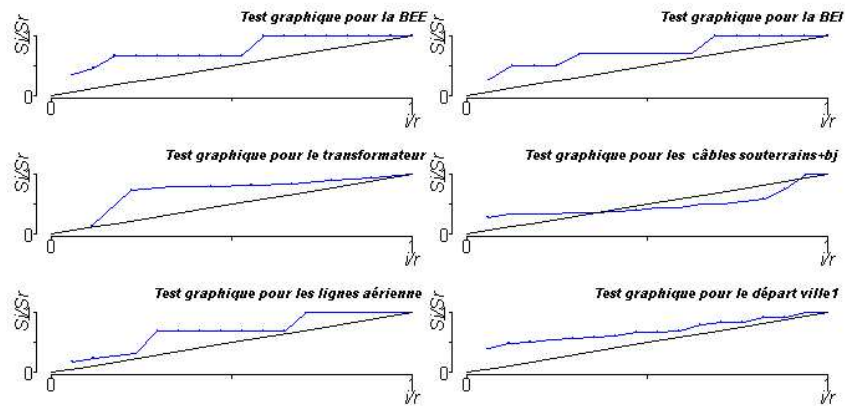 Test graphique pour la BEE
Si/Sr
0
0
1
i/r
Test graphique pour la BEI
Si/Sr
0
0
1
i/r
Test graphique pour le transformateur
Si/Sr
0
0
1
i/r
Test graphique pour les câbles souterrains+bj
Si/Sr
0
0
1
i/r
Test graphique pour les lignes aérienne
Si/Sr
0
0
1
i/r
Test graphique pour le départ ville1
Si/Sr
0
0
1
i/r